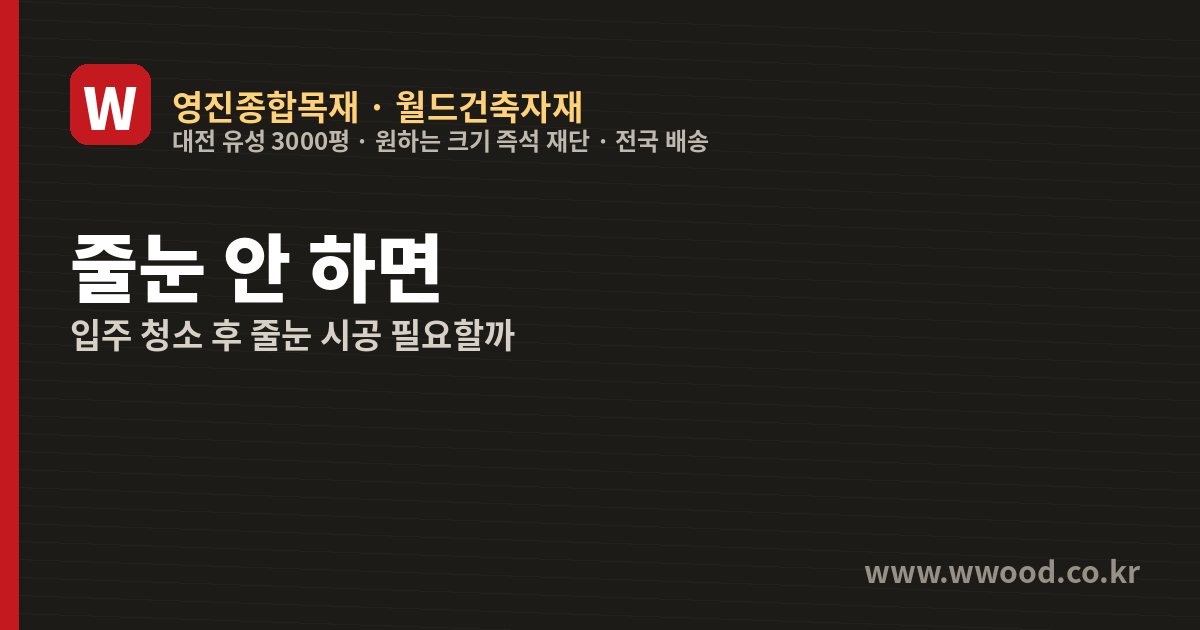 W
영진종합목재 · 월드건축자재
대전 유성 3000평 · 원하는 크기 즉석 재단 · 전국 배송
줄눈 안 하면
입주 청소 후 줄눈 시공 필요할까
www.wwood.co.kr